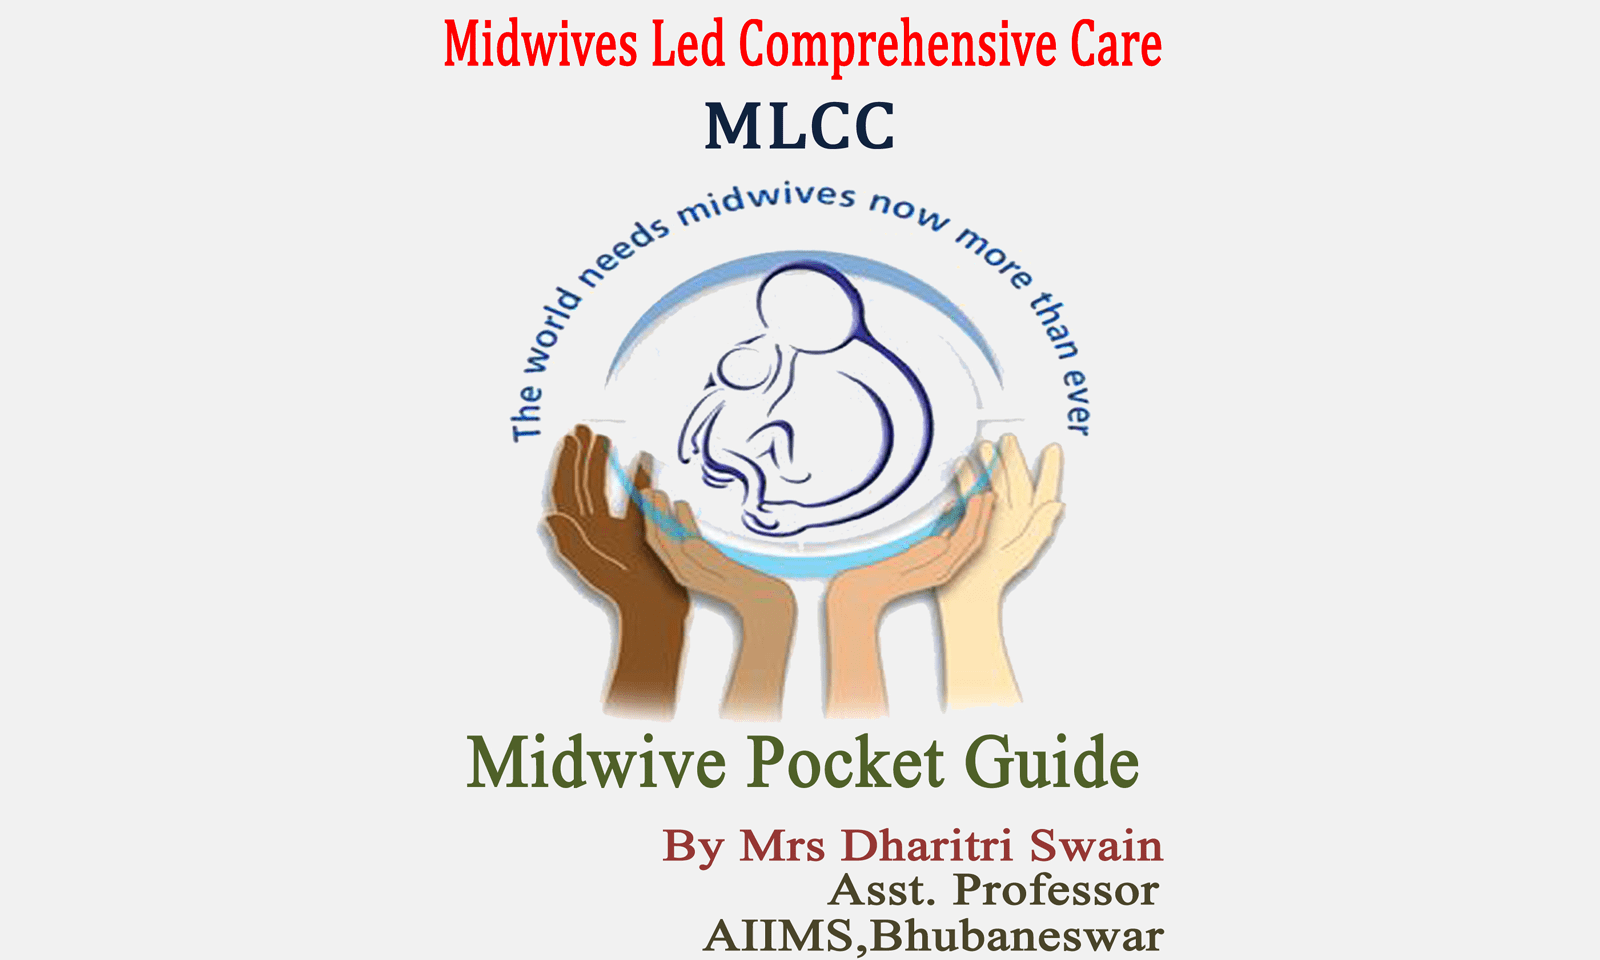 Midwives Led Comprehensive Care
MLCC
The world needs midwives now more than ever
Midwive Pocket Guide
By Mrs Dharitri Swain
Asst. Professor
AIIMS,Bhubaneswar